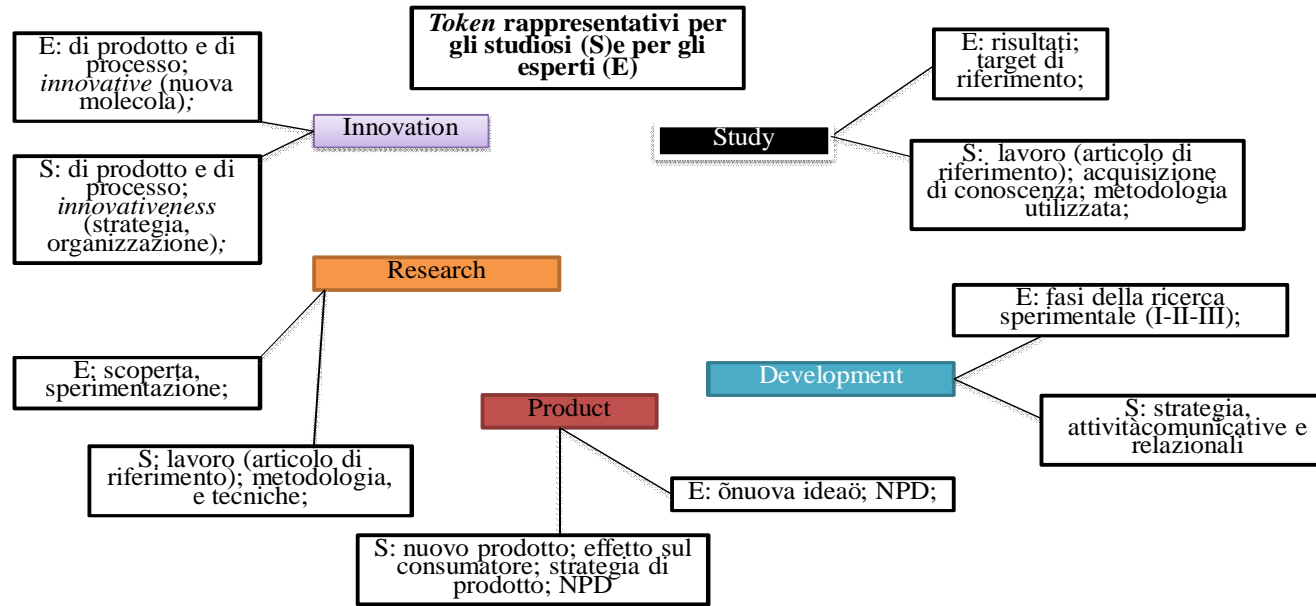 Token rappresentativi per
gli studiosi (S)e per gli
esperti (E)
E: di prodotto e di
processo;
innovative (nuova
molecola);
Innovation
S: di prodotto e di
processo;
innovativeness
(strategia,
organizzazione);
E: risultati;
target di
riferimento;
Study
S:  lavoro (articolo di
riferimento); acquisizione
di conoscenza; metodologia
utilizzata;
Research
E: scoperta,
sperimentazione;
S: lavoro (articolo di
riferimento); metodologia,
e tecniche;
E: fasi della ricerca
sperimentale (I-II-III);
Development
S: strategia,
attivitàcomunicative e
relazionali
Product
E: õnuova ideaö; NPD;
S: nuovo prodotto; effetto sul
consumatore; strategia di
prodotto; NPD